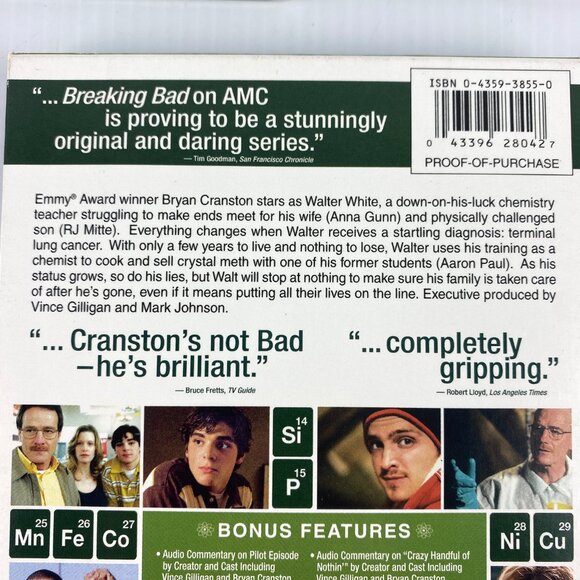 ISBN 0-4359-3855-0
0 43396 28042 7
PROOF-OF-PURCHASE
“... Breaking Bad on AMC
is proving to be a stunningly
original and daring series.”
— Tim Goodman, San Francisco Chronicle
Emmy® Award winner Bryan Cranston stars as Walter White, a down-on-his-luck chemistry
teacher struggling to make ends meet for his wife (Anna Gunn) and physically challenged
son (RJ Mitte). Everything changes when Walter receives a startling diagnosis: terminal
lung cancer. With only a few years to live and nothing to lose, Walter uses his training as a
chemist to cook and sell crystal meth with one of his former students (Aaron Paul). As his
status grows, so do his lies, but Walt will stop at nothing to make sure his family is taken care
of after he's gone, even if it means putting all their lives on the line. Executive produced by
Vince Gilligan and Mark Johnson.
“... Cranston's not Bad
–he's brilliant.”
— Bruce Fretts, TV Guide
“... completely
gripping.”
— Robert Lloyd, Los Angeles Times
14
Si
15
P
25
Mn
26
Fe
27
Co
28
Ni
29
Cu
BONUS FEATURES
• Audio Commentary on Pilot Episode
by Creator and Cast Including
Vince Gilligan and Bryan Cranston
• Audio Commentary on “Crazy Handful of
Nothin'” by Creator and Cast Including
Vince Gilligan and Bryan Cranston